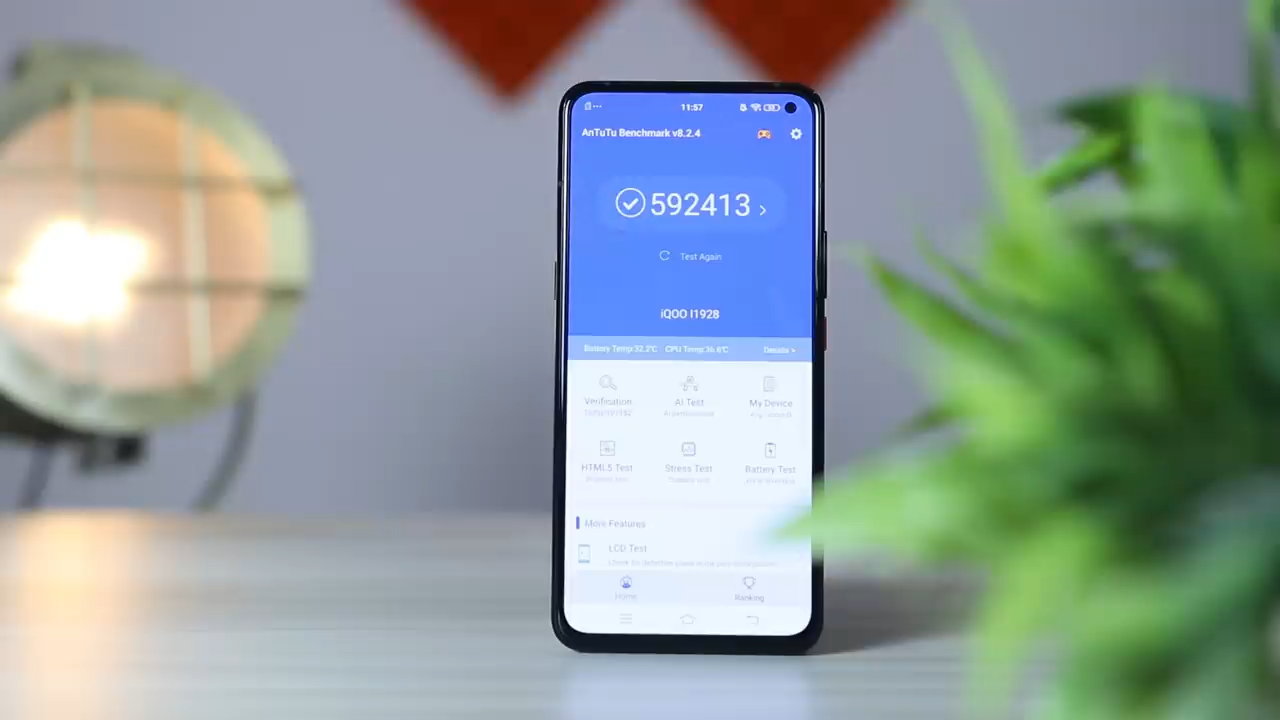 11:57
AnTuTu Benchmark v8.2.4
592413 ›
Test Again
iQOO I1928
Battery Temp:32.2℃ CPU Temp:36.6℃ Details >
Verification AI Test My Device
HTML5 Test Stress Test Battery Test
More Features
LCD Test
Home Ranking